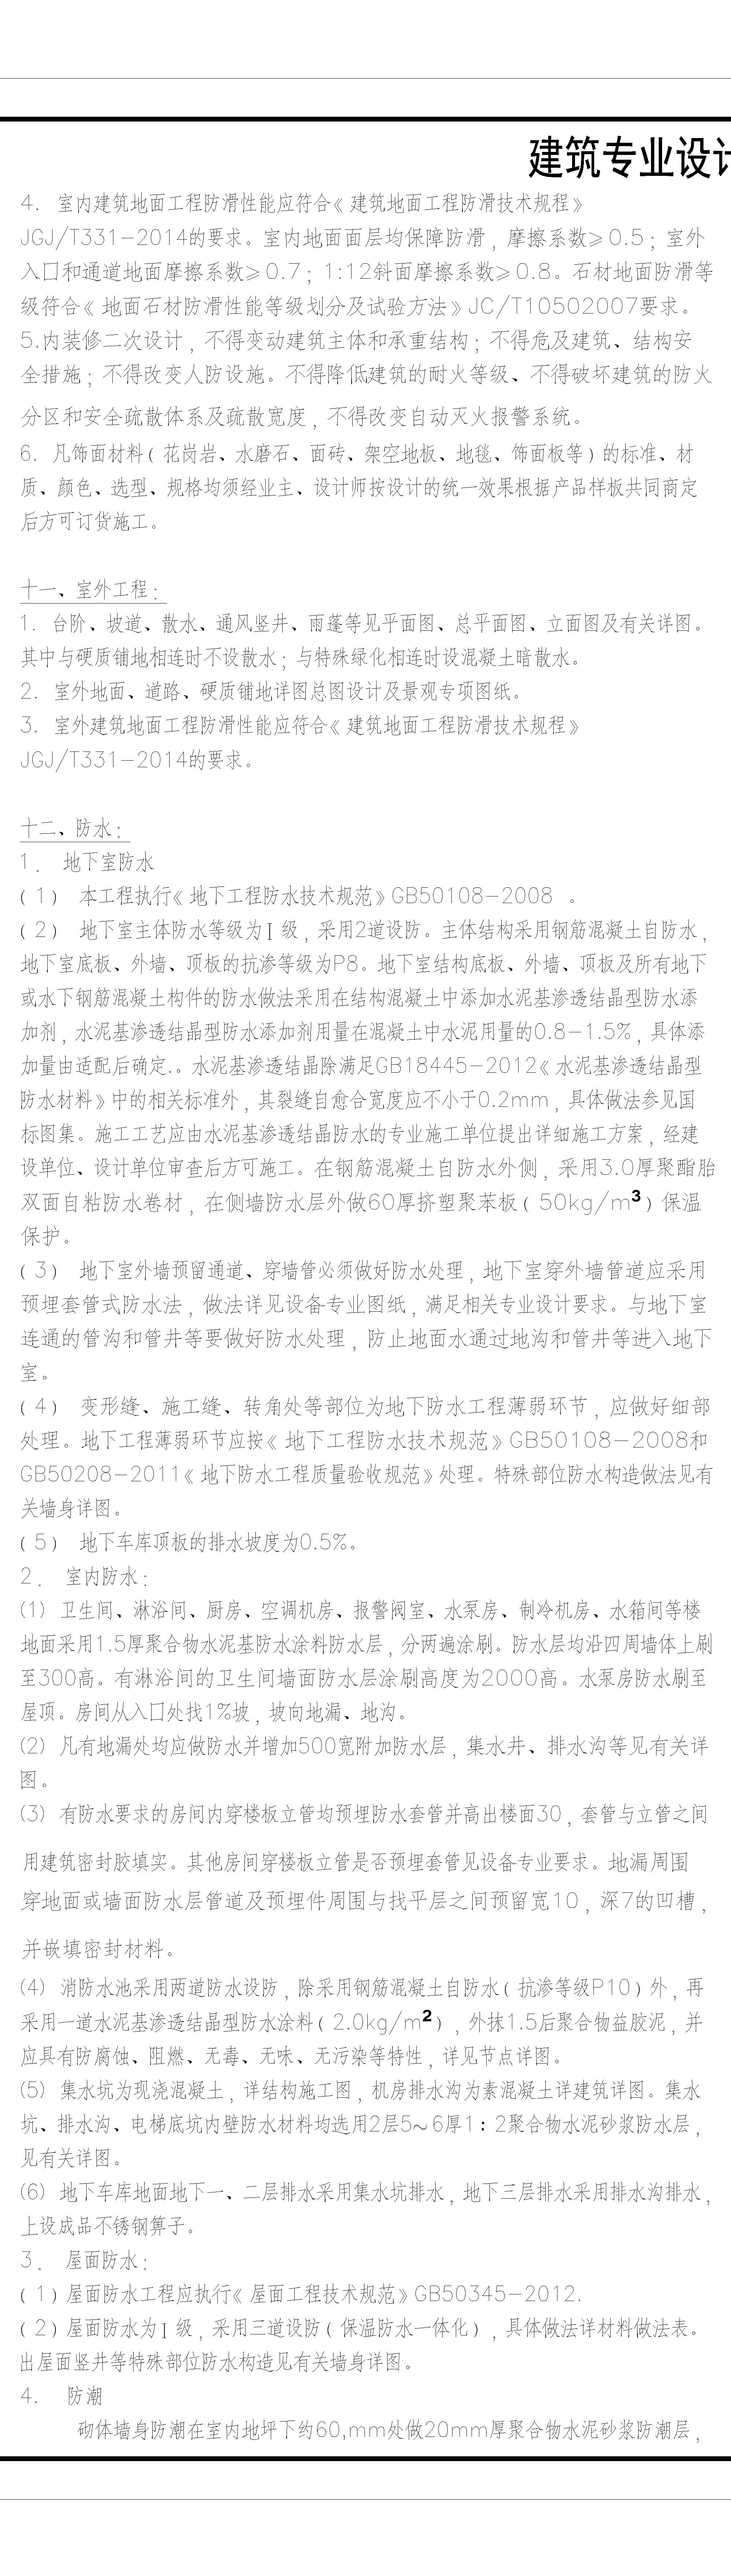 建筑专业设计
4. 室内建筑地面工程防滑性能应符合《建筑地面工程防滑技术规程》
JGJ/T331-2014的要求。室内地面面层均保障防滑,摩擦系数≥0.5;室外
入口和通道地面摩擦系数≥0.7;1:12斜面摩擦系数≥0.8。石材地面防滑等
级符合《地面石材防滑性能等级划分及试验方法》JC/T10502007要求。
5.内装修二次设计,不得变动建筑主体和承重结构;不得危及建筑、结构安
全措施;不得改变人防设施。不得降低建筑的耐火等级、不得破坏建筑的防火
分区和安全疏散体系及疏散宽度,不得改变自动灭火报警系统。
6. 凡饰面材料(花岗岩、水磨石、面砖、架空地板、地毯、饰面板等)的标准、材
质、颜色、选型、规格均须经业主、设计师按设计的统一效果根据产品样板共同商定
后方可订货施工。
十一、室外工程:
1. 台阶、坡道、散水、通风竖井、雨蓬等见平面图、总平面图、立面图及有关详图。
其中与硬质铺地相连时不设散水;与特殊绿化相连时设混凝土暗散水。
2. 室外地面、道路、硬质铺地详图总图设计及景观专项图纸。
3. 室外建筑地面工程防滑性能应符合《建筑地面工程防滑技术规程》
JGJ/T331-2014的要求。
十二、防水:
1. 地下室防水
(1) 本工程执行《地下工程防水技术规范》GB50108-2008 。
(2) 地下室主体防水等级为I级,采用2道设防。主体结构采用钢筋混凝土自防水,
地下室底板、外墙、顶板的抗渗等级为P8。地下室结构底板、外墙、顶板及所有地下
或水下钢筋混凝土构件的防水做法采用在结构混凝土中添加水泥基渗透结晶型防水添
加剂,水泥基渗透结晶型防水添加剂用量在混凝土中水泥用量的0.8-1.5%,具体添
加量由适配后确定.。水泥基渗透结晶除满足GB18445-2012《水泥基渗透结晶型
防水材料》中的相关标准外,其裂缝自愈合宽度应不小于0.2mm,具体做法参见国
标图集。施工工艺应由水泥基渗透结晶防水的专业施工单位提出详细施工方案,经建
设单位、设计单位审查后方可施工。在钢筋混凝土自防水外侧,采用3.0厚聚酯胎
双面自粘防水卷材,在侧墙防水层外做60厚挤塑聚苯板(50kg/m³)保温
保护。
(3) 地下室外墙预留通道、穿墙管必须做好防水处理,地下室穿外墙管道应采用
预埋套管式防水法,做法详见设备专业图纸,满足相关专业设计要求。与地下室
连通的管沟和管井等要做好防水处理,防止地面水通过地沟和管井等进入地下
室。
(4) 变形缝、施工缝、转角处等部位为地下防水工程薄弱环节,应做好细部
处理。地下工程薄弱环节应按《地下工程防水技术规范》GB50108-2008和
GB50208-2011《地下防水工程质量验收规范》处理。特殊部位防水构造做法见有
关墙身详图。
(5) 地下车库顶板的排水坡度为0.5%。
2. 室内防水:
(1) 卫生间、淋浴间、厨房、空调机房、报警阀室、水泵房、制冷机房、水箱间等楼
地面采用1.5厚聚合物水泥基防水涂料防水层,分两遍涂刷。防水层均沿四周墙体上刷
至300高。有淋浴间的卫生间墙面防水层涂刷高度为2000高。水泵房防水刷至
屋顶。房间从入口处找1%坡,坡向地漏、地沟。
(2) 凡有地漏处均应做防水并增加500宽附加防水层,集水井、排水沟等见有关详
图。
(3) 有防水要求的房间内穿楼板立管均预埋防水套管并高出楼面30,套管与立管之间
用建筑密封胶填实。其他房间穿楼板立管是否预埋套管见设备专业要求。地漏周围
穿地面或墙面防水层管道及预埋件周围与找平层之间预留宽10,深7的凹槽,
并嵌填密封材料。
(4) 消防水池采用两道防水设防,除采用钢筋混凝土自防水(抗渗等级P10)外,再
采用一道水泥基渗透结晶型防水涂料(2.0kg/m²),外抹1.5后聚合物益胶泥,并
应具有防腐蚀、阻燃、无毒、无味、无污染等特性,详见节点详图。
(5) 集水坑为现浇混凝土,详结构施工图,机房排水沟为素混凝土详建筑详图。集水
坑、排水沟、电梯底坑内壁防水材料均选用2层5~6厚1:2聚合物水泥砂浆防水层,
见有关详图。
(6) 地下车库地面地下一、二层排水采用集水坑排水,地下三层排水采用排水沟排水,
上设成品不锈钢箅子。
3. 屋面防水:
(1)屋面防水工程应执行《屋面工程技术规范》GB50345-2012.
(2)屋面防水为I级,采用三道设防(保温防水一体化),具体做法详材料做法表。
出屋面竖井等特殊部位防水构造见有关墙身详图。
4. 防潮
砌体墙身防潮在室内地坪下约60,mm处做20mm厚聚合物水泥砂浆防潮层,